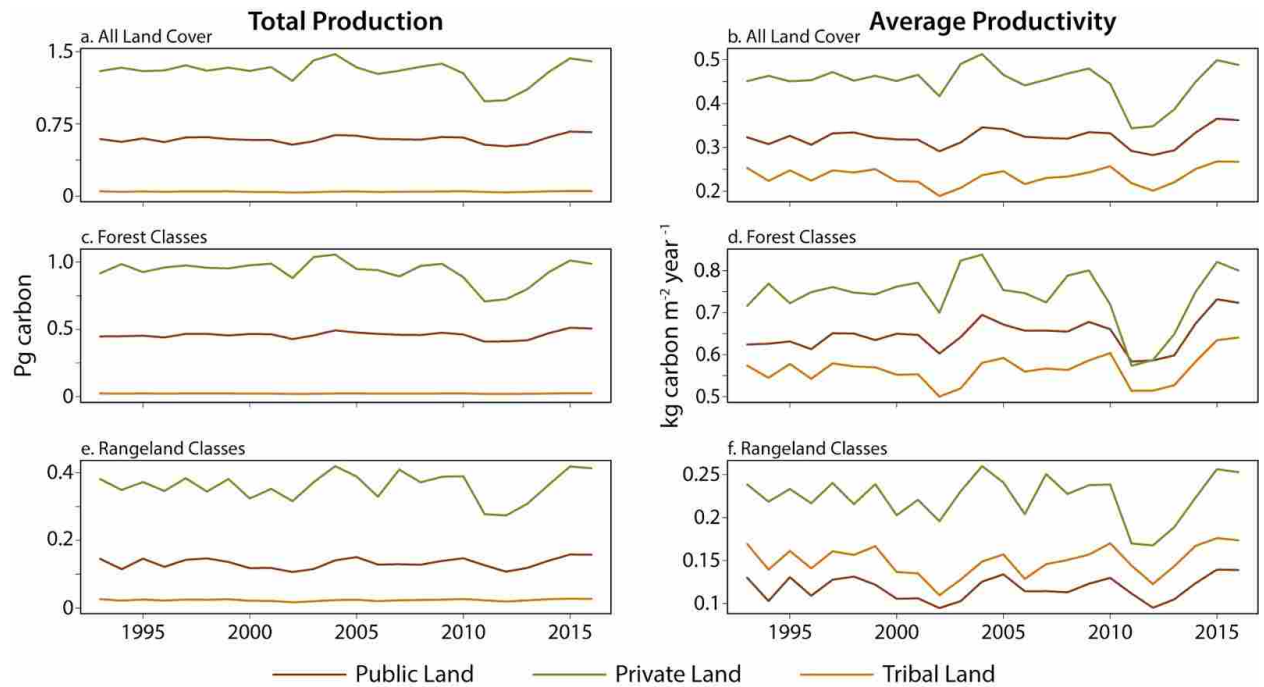 Total Production
Average Productivity
a. All Land Cover
b. All Land Cover
1.5
0.75
0
0.5
0.4
0.3
0.2
c. Forest Classes
d. Forest Classes
1.0
0.5
0
0.8
0.7
0.6
0.5
Pg carbon
kg carbon m⁻² year⁻¹
e. Rangeland Classes
f. Rangeland Classes
0.4
0.2
0
0.25
0.2
0.15
0.1
1995 2000 2005 2010 2015
1995 2000 2005 2010 2015
Public Land Private Land Tribal Land